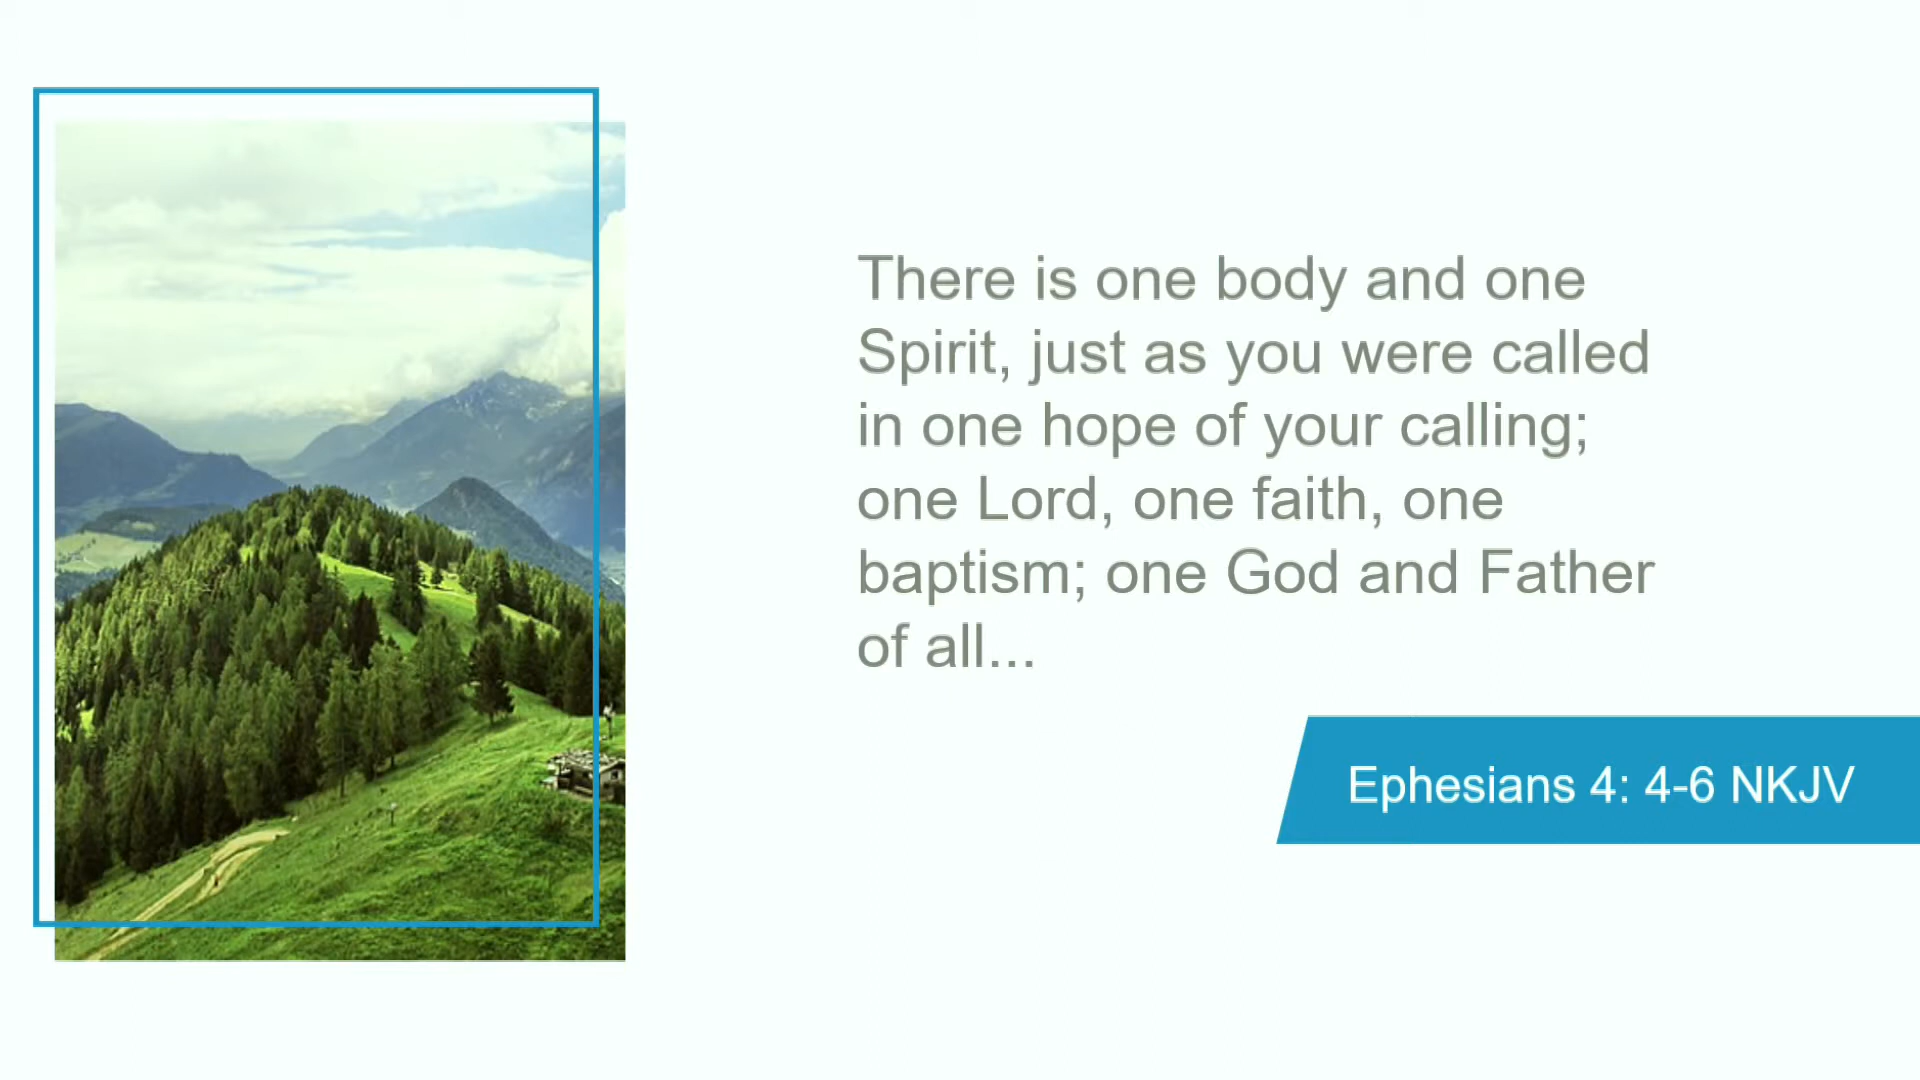 There is one body and one
Spirit, just as you were called
in one hope of your calling;
one Lord, one faith, one
baptism; one God and Father
of all...
Ephesians 4: 4-6 NKJV